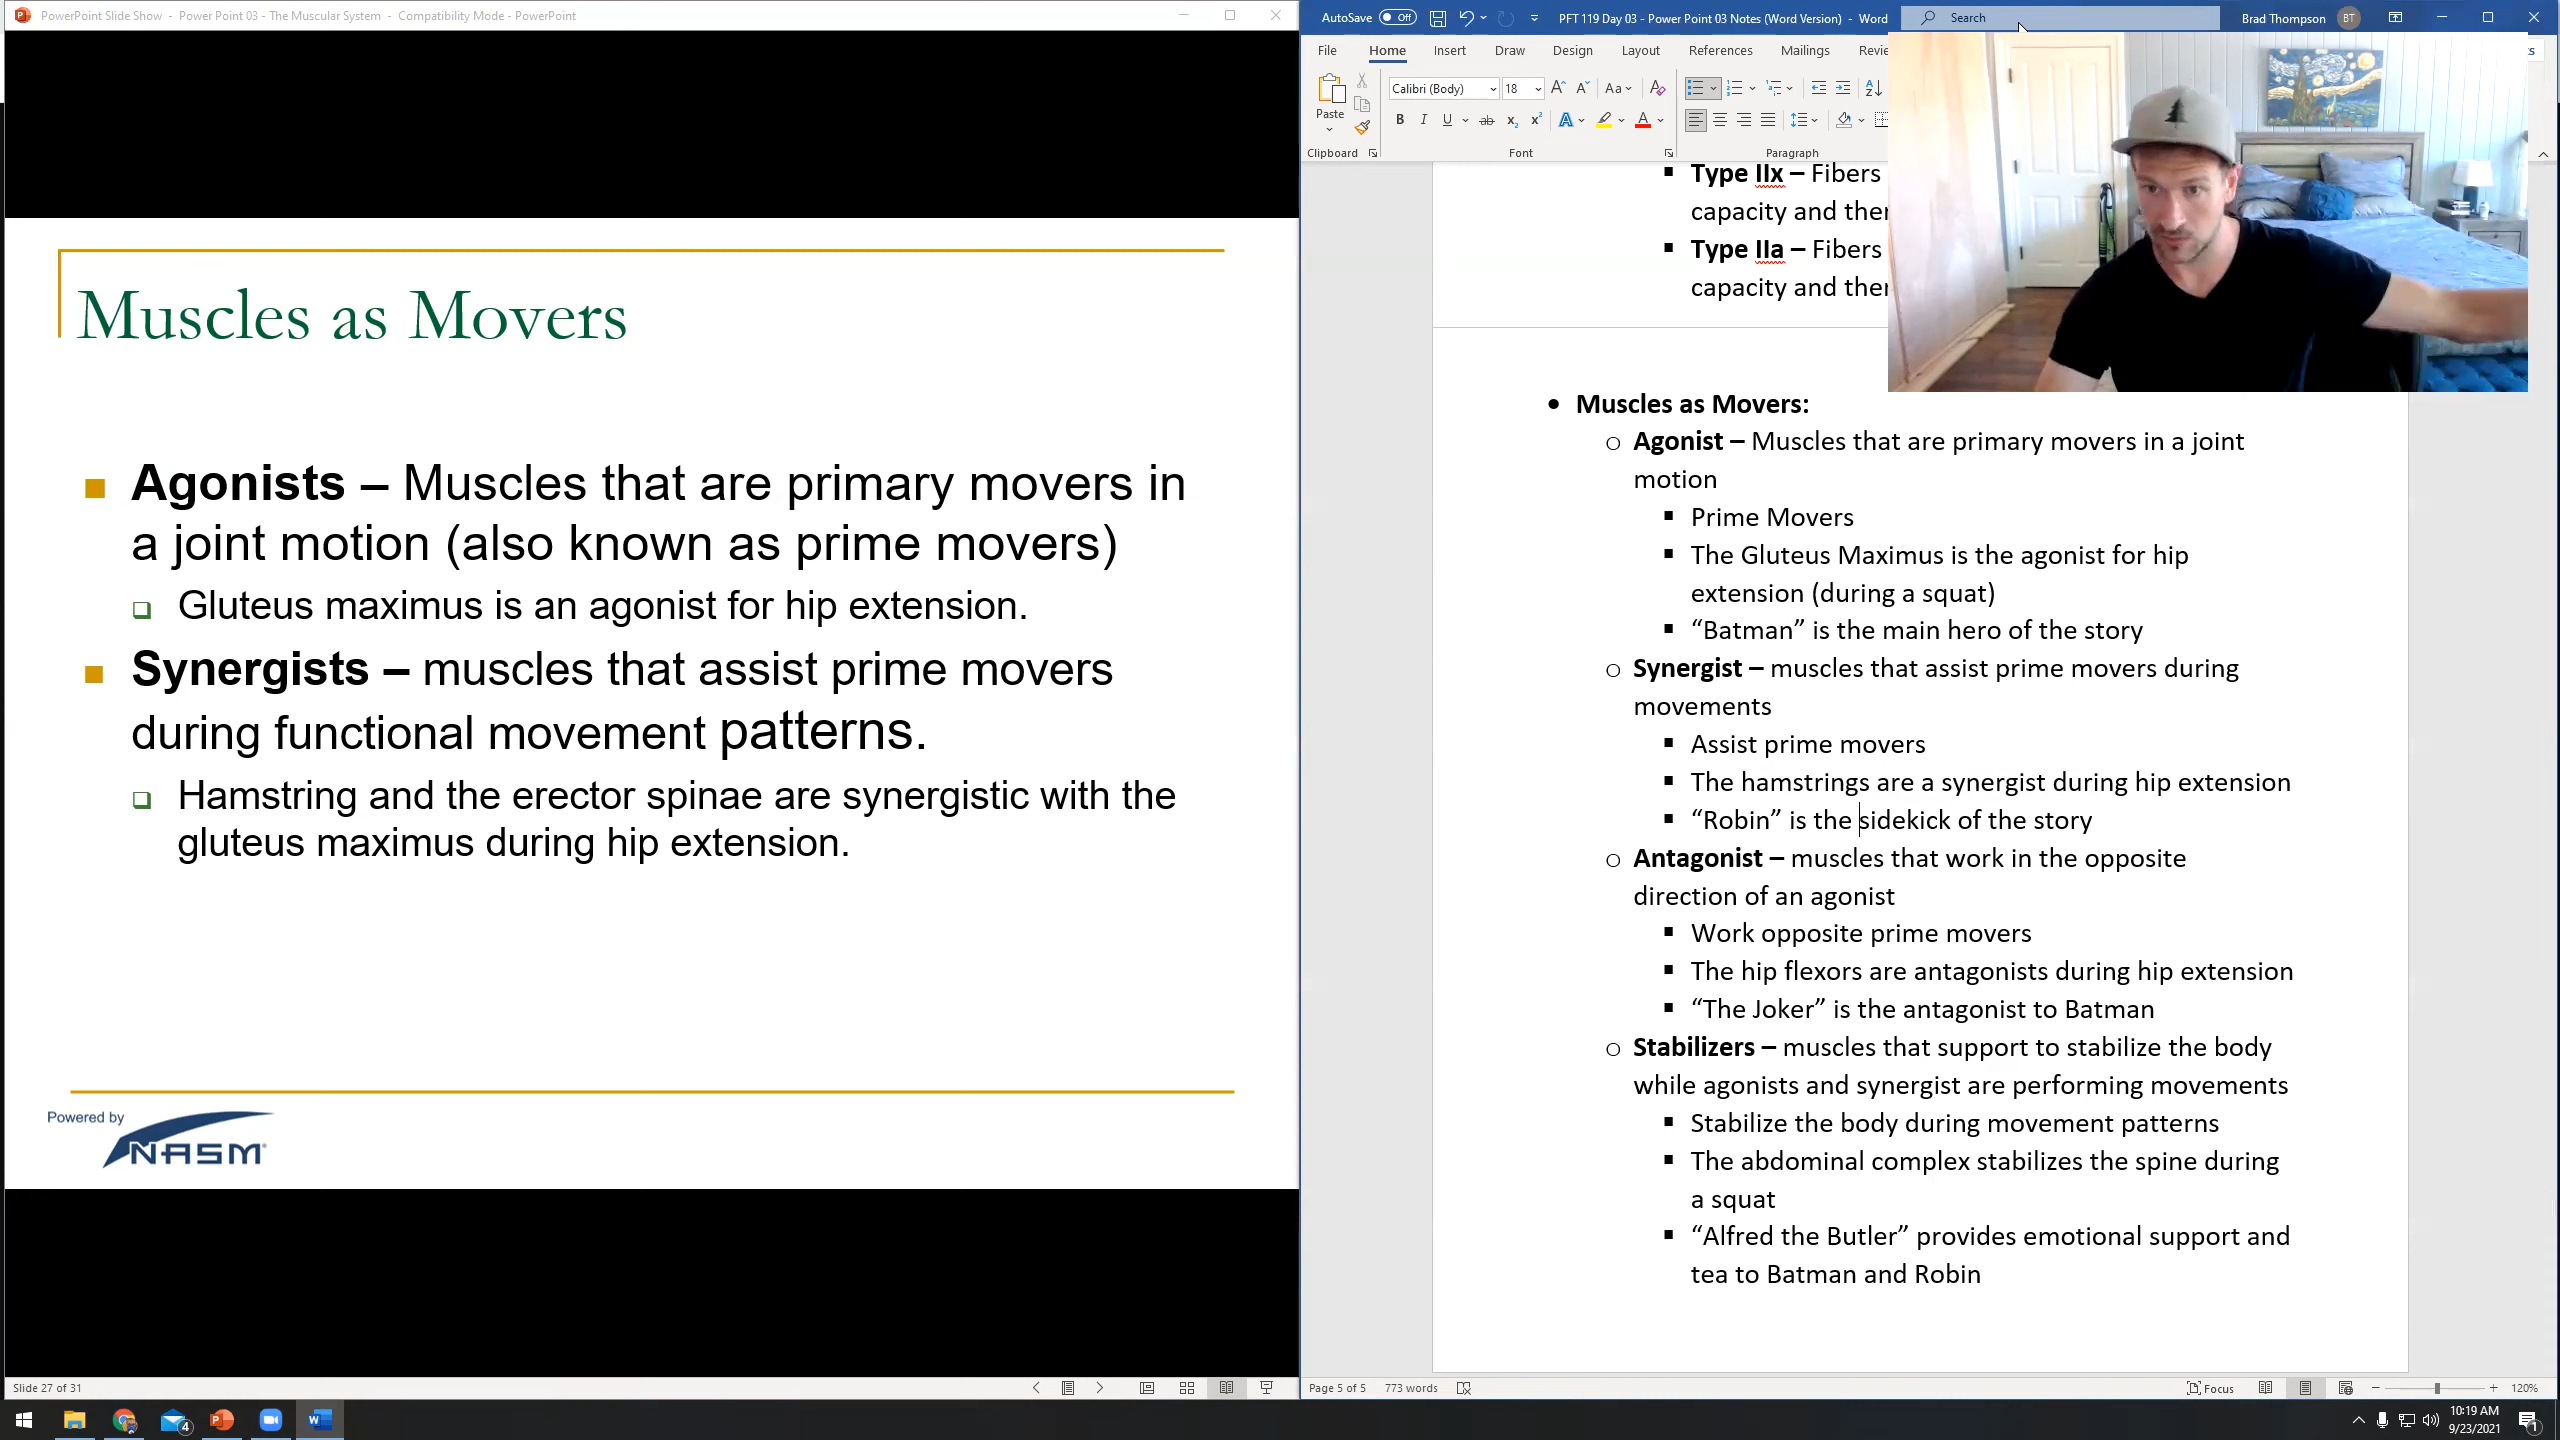 PowerPoint Slide Show - Power Point 03 - The Muscular System - Compatibility Mode - PowerPoint
Muscles as Movers
Agonists – Muscles that are primary movers in
a joint motion (also known as prime movers)
Gluteus maximus is an agonist for hip extension.
Synergists – muscles that assist prime movers
during functional movement patterns.
Hamstring and the erector spinae are synergistic with the
gluteus maximus during hip extension.
Powered by
NASM
Slide 27 of 31
AutoSave Off
PFT 119 Day 03 - Power Point 03 Notes (Word Version) - Word
Search
Brad Thompson BT
File Home Insert Draw Design Layout References Mailings
Paste
Calibri (Body) 18
Clipboard Font Paragraph
Type IIx – Fibers
capacity and
Type IIa – Fibers
capacity and
• Muscles as Movers:
o Agonist – Muscles that are primary movers in a joint
motion
▪ Prime Movers
▪ The Gluteus Maximus is the agonist for hip
extension (during a squat)
▪ “Batman” is the main hero of the story
o Synergist – muscles that assist prime movers during
movements
▪ Assist prime movers
▪ The hamstrings are a synergist during hip extension
▪ “Robin” is the sidekick of the story
o Antagonist – muscles that work in the opposite
direction of an agonist
▪ Work opposite prime movers
▪ The hip flexors are antagonists during hip extension
▪ “The Joker” is the antagonist to Batman
o Stabilizers – muscles that support to stabilize the body
while agonists and synergist are performing movements
▪ Stabilize the body during movement patterns
▪ The abdominal complex stabilizes the spine during
a squat
▪ “Alfred the Butler” provides emotional support and
tea to Batman and Robin
Page 5 of 5 773 words
Focus
120%
4
10:19 AM
9/23/2021
1